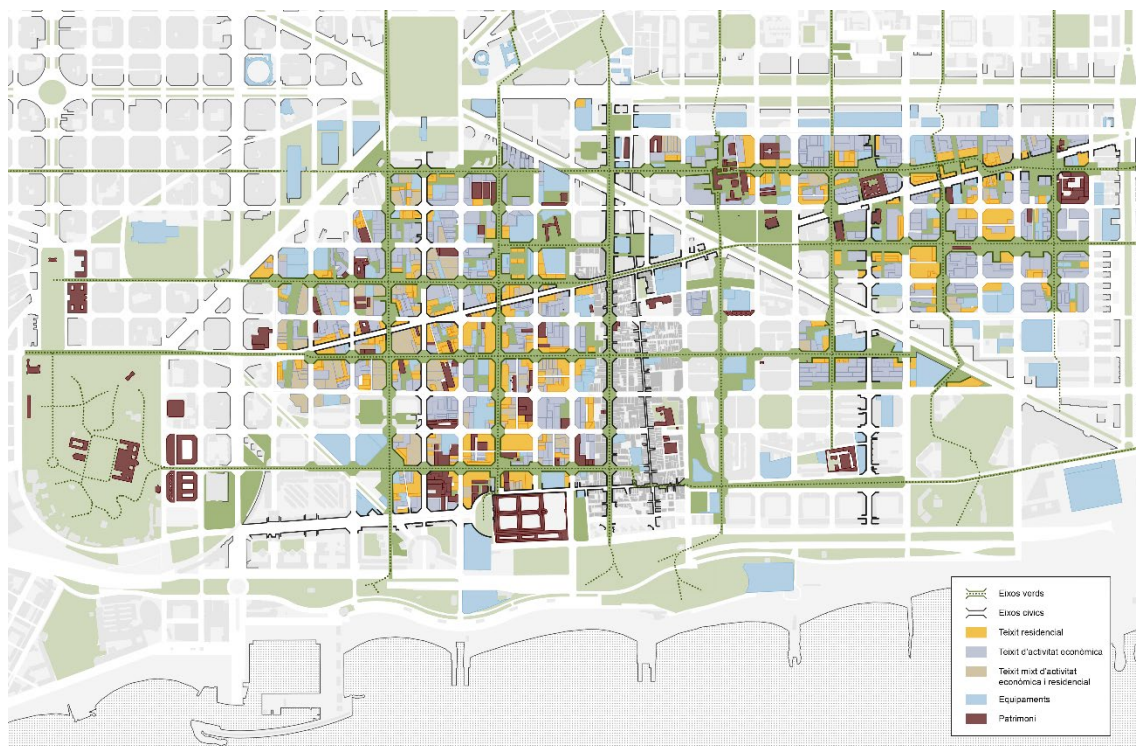 Eixos verds
Eixos cívics
Teixit residencial
Teixit d'activitat econòmica
Teixit mixt d'activitat
econòmica i residencial
Equipaments
Patrimoni